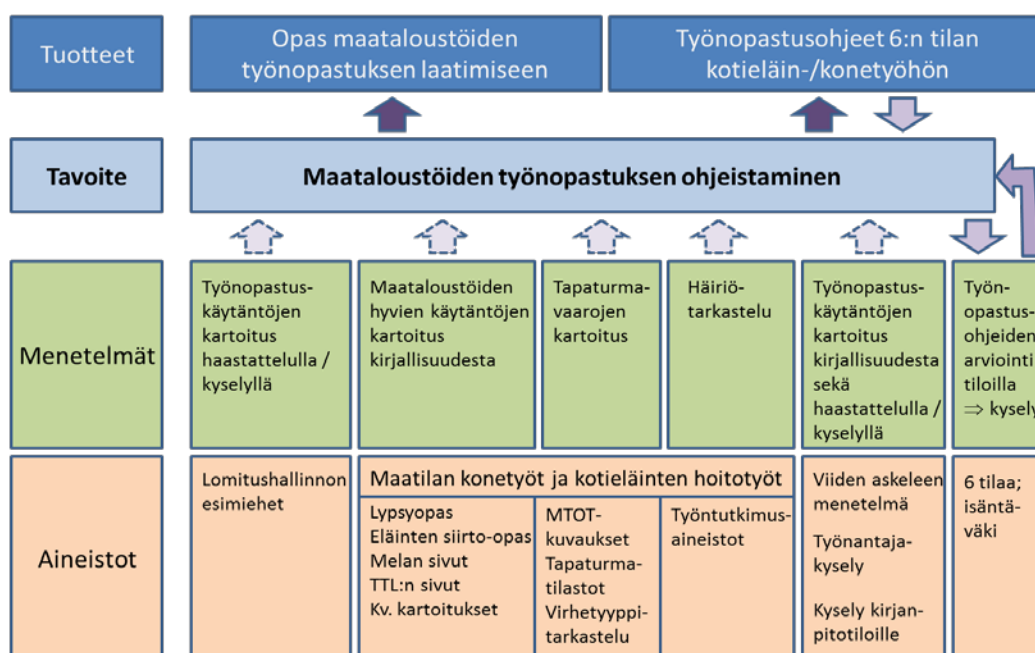 Tuotteet
Opas maataloustöiden
työnopastuksen laatimiseen
Työnopastusohjeet 6:n tilan
kotieläin-/konetyöhön
Tavoite
Maataloustöiden työnopastuksen ohjeistaminen
Menetelmät
Työnopastus-
käytäntöjen
kartoitus
haastattelulla /
kyselyllä
Maataloustöiden
hyvien käytäntöjen
kartoitus
kirjallisuudesta
Tapaturma-
vaarojen
kartoitus
Häiriö-
tarkastelu
Työnopastus-
käytäntöjen
kartoitus
kirjallisuudesta
sekä
haastattelulla /
kyselyllä
Työn-
opastus-
ohjeiden
arviointi
tiloilla
⇒ kysely
Aineistot
Lomitushallinnon
esimiehet
Maatilan konetyöt ja kotieläinten hoitotyöt
Lypsyopas
Eläinten siirto-opas
Melan sivut
TTL:n sivut
Kv. kartoitukset
MTOT-
kuvaukset
Tapaturma-
tilastot
Virhetyyppi-
tarkastelu
Työntutkimus-
aineistot
Viiden askeleen
menetelmä
Työnantaja-
kysely
Kysely kirjan-
pitotiloille
6 tilaa;
isäntä-
väki